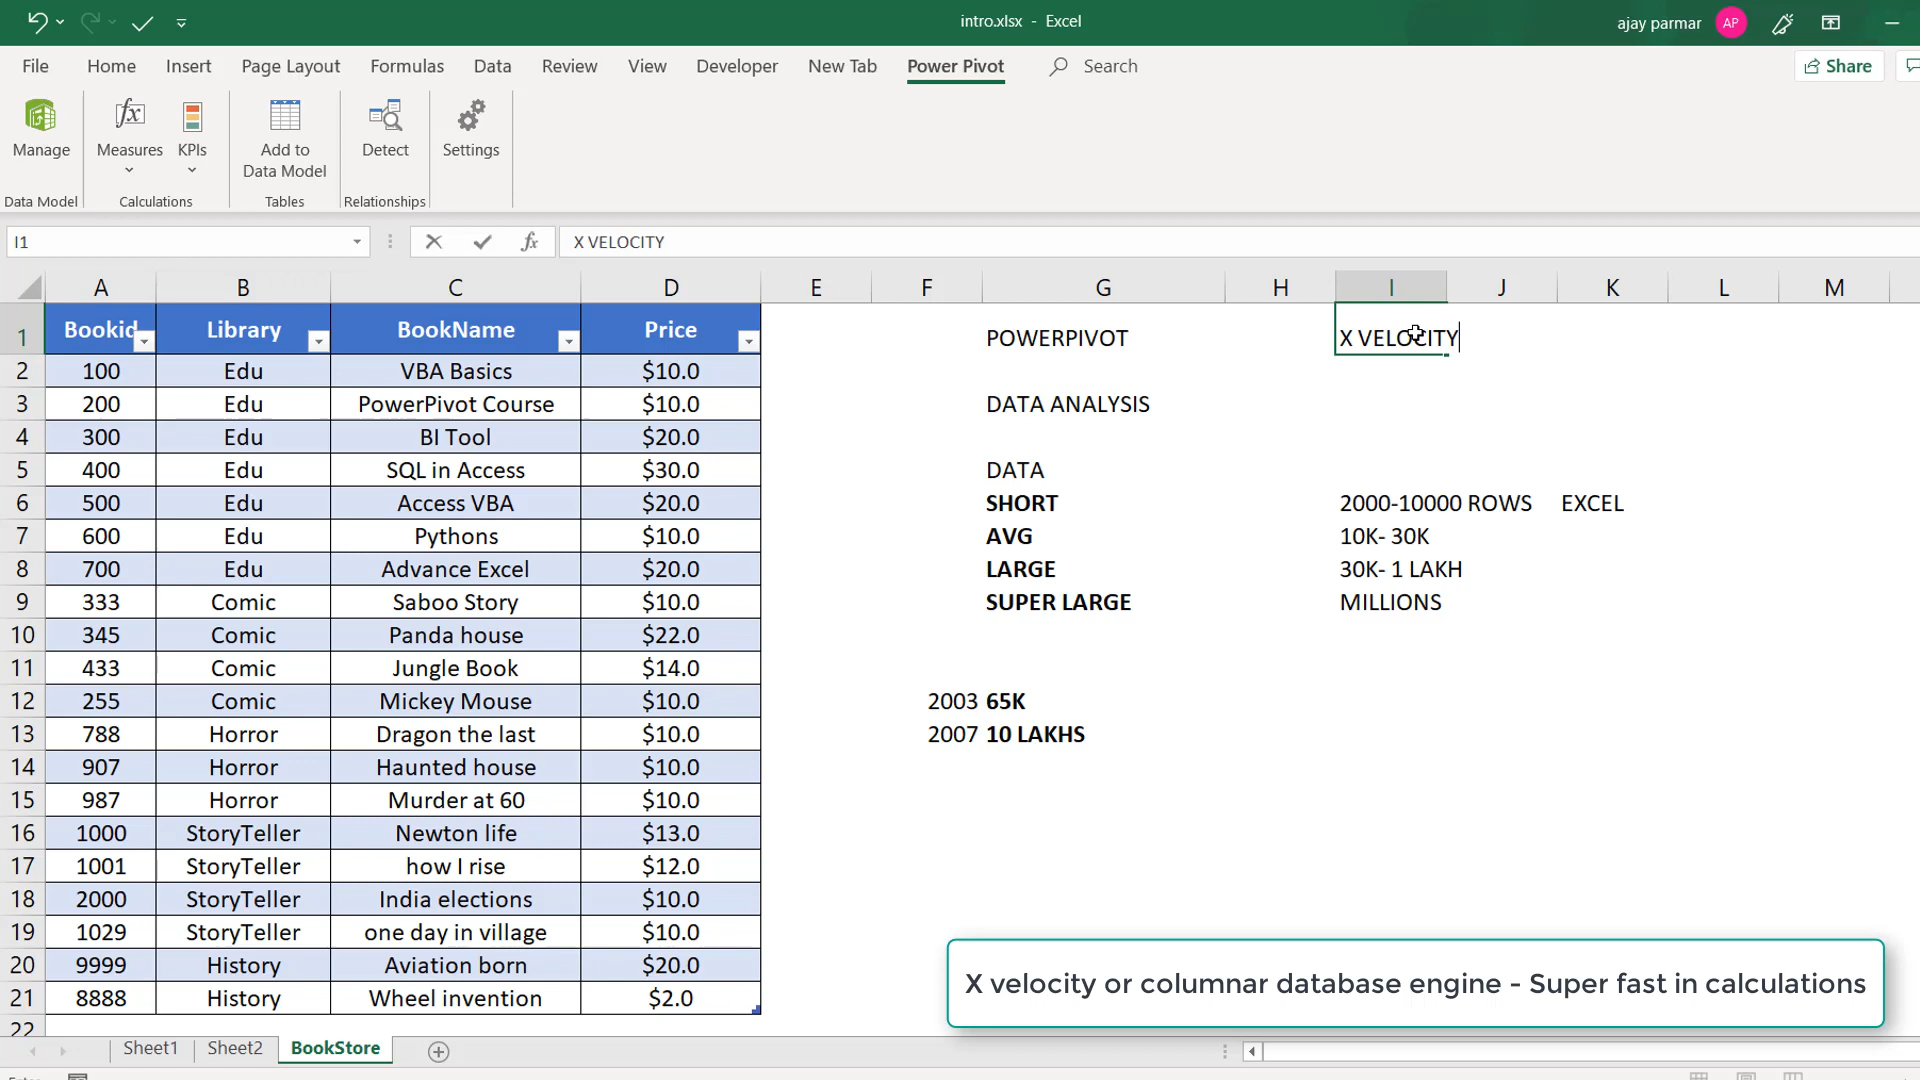 intro.xlsx - Excel
ajay parmar AP
File Home Insert Page Layout Formulas Data Review View Developer New Tab Power Pivot Search Share
Manage
Data Model
Measures KPIs
Calculations
Add to
Data Model
Tables
Detect
Relationships
Settings
I1 fx X VELOCITY
A B C D E F G H I J K L M
1 Bookid Library BookName Price POWERPIVOT X VELOCITY
2 100 Edu VBA Basics $10.0
3 200 Edu PowerPivot Course $10.0 DATA ANALYSIS
4 300 Edu BI Tool $20.0
5 400 Edu SQL in Access $30.0 DATA
6 500 Edu Access VBA $20.0 SHORT 2000-10000 ROWS EXCEL
7 600 Edu Pythons $10.0 AVG 10K- 30K
8 700 Edu Advance Excel $20.0 LARGE 30K- 1 LAKH
9 333 Comic Saboo Story $10.0 SUPER LARGE MILLIONS
10 345 Comic Panda house $22.0
11 433 Comic Jungle Book $14.0
12 255 Comic Mickey Mouse $10.0 2003 65K
13 788 Horror Dragon the last $10.0 2007 10 LAKHS
14 907 Horror Haunted house $10.0
15 987 Horror Murder at 60 $10.0
16 1000 StoryTeller Newton life $13.0
17 1001 StoryTeller how I rise $12.0
18 2000 StoryTeller India elections $10.0
19 1029 StoryTeller one day in village $10.0
20 9999 History Aviation born $20.0
21 8888 History Wheel invention $2.0
22
X velocity or columnar database engine - Super fast in calculations
Sheet1 Sheet2 BookStore